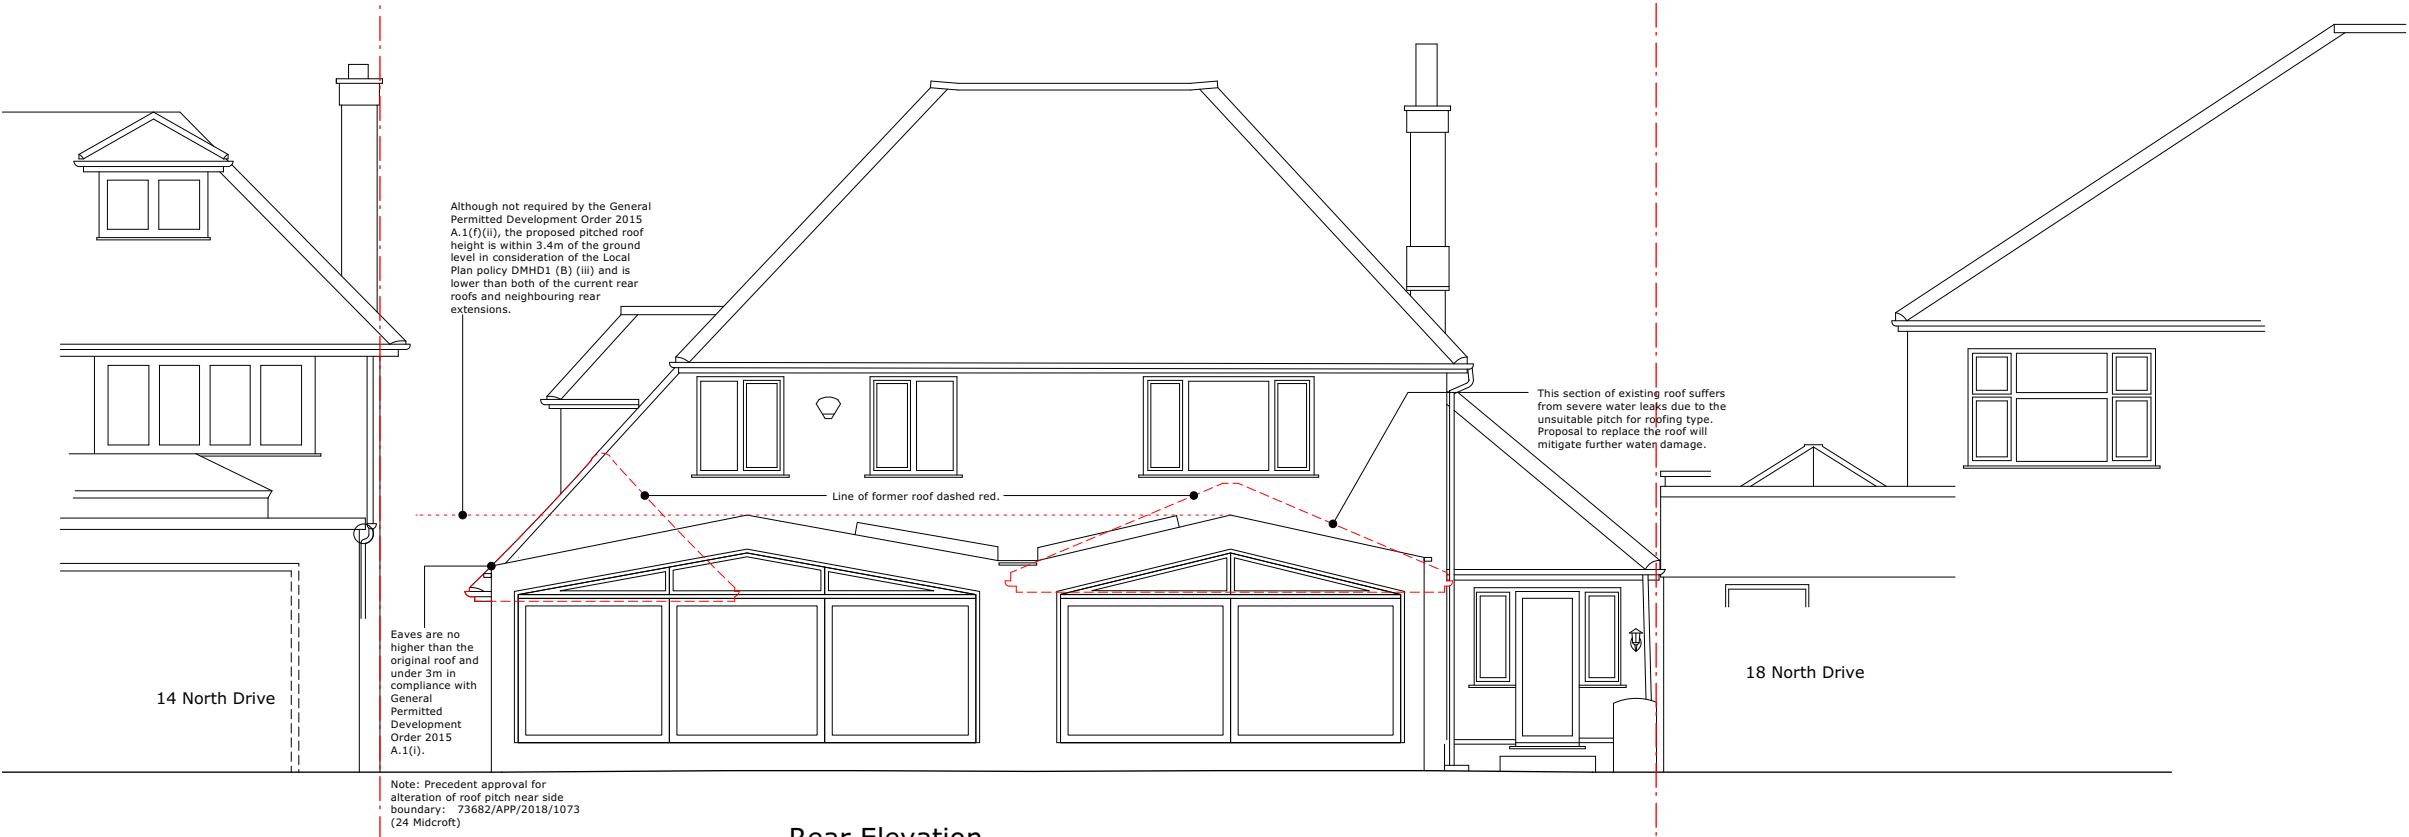 Although not required by the General
Permitted Development Order 2015
A.1(f)(ii), the proposed pitched roof
height is within 3.4m of the ground
level in consideration of the Local
Plan policy DMHD1 (B) (iii) and is
lower than both of the current rear
roofs and neighbouring rear
extensions.
This section of existing roof suffers
from severe water leaks due to the
unsuitable pitch for roofing type.
Proposal to replace the roof will
mitigate further water damage.
Line of former roof dashed red.
Eaves are no
higher than the
original roof and
under 3m in
compliance with
General
Permitted
Development
Order 2015
A.1(i).
14 North Drive
18 North Drive
Note: Precedent approval for
alteration of roof pitch near side
boundary: 73682/APP/2018/1073
(24 Midcroft)
Rear Elevation